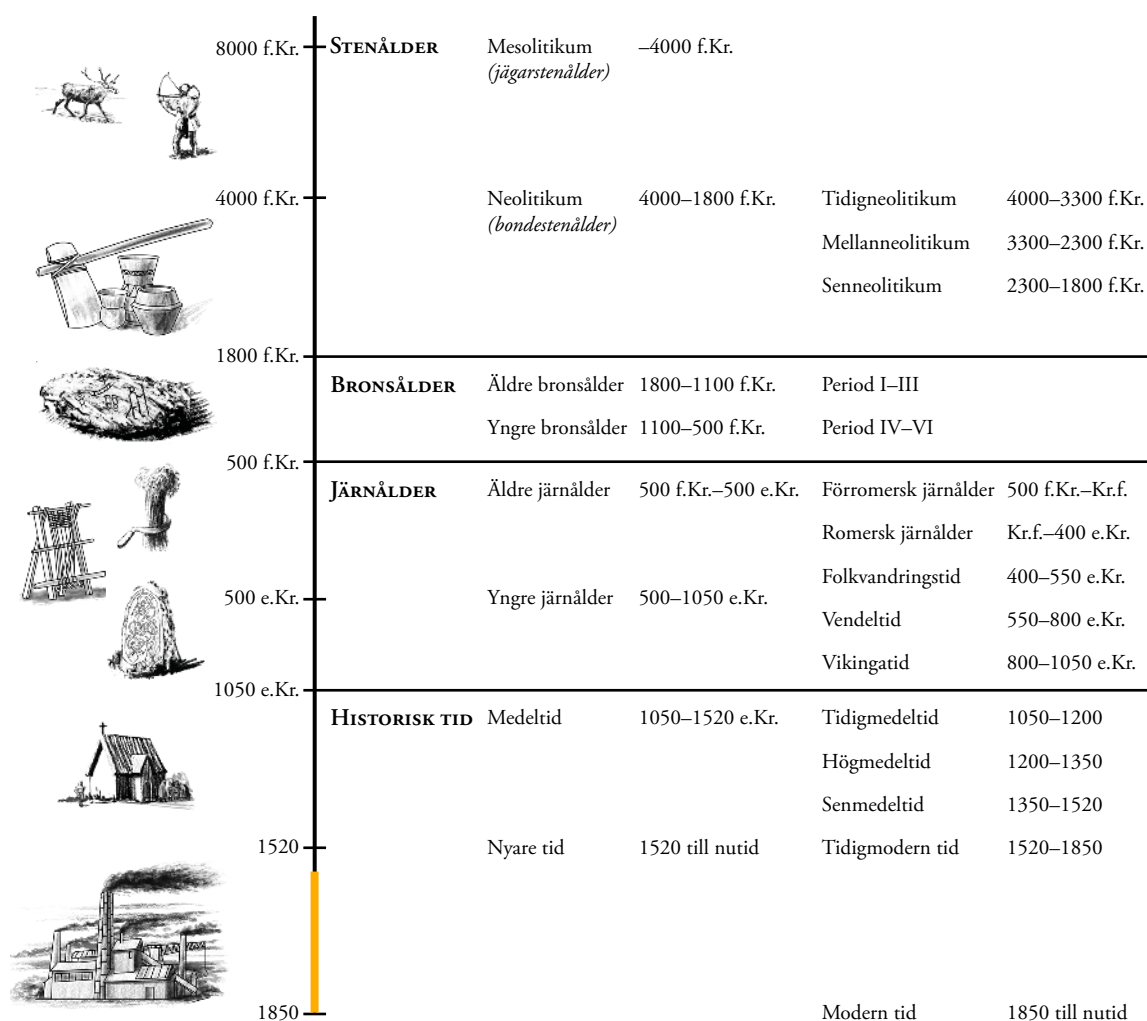 8000 f.Kr. STENÅLDER Mesolitikum –4000 f.Kr.
(jägarstenålder)
4000 f.Kr. Neolitikum 4000–1800 f.Kr. Tidigneolitikum 4000–3300 f.Kr.
(bondestenålder)
Mellanneolitikum 3300–2300 f.Kr.
Senneolitikum 2300–1800 f.Kr.
1800 f.Kr.
BRONSÅLDER Äldre bronsålder 1800–1100 f.Kr. Period I–III
Yngre bronsålder 1100–500 f.Kr. Period IV–VI
500 f.Kr.
JÄRNÅLDER Äldre järnålder 500 f.Kr.–500 e.Kr. Förromersk järnålder 500 f.Kr.–Kr.f.
Romersk järnålder Kr.f.–400 e.Kr.
Folkvandringstid 400–550 e.Kr.
500 e.Kr. Yngre järnålder 500–1050 e.Kr.
Vendeltid 550–800 e.Kr.
Vikingatid 800–1050 e.Kr.
1050 e.Kr.
HISTORISK TID Medeltid 1050–1520 e.Kr. Tidigmedeltid 1050–1200
Högmedeltid 1200–1350
Senmedeltid 1350–1520
1520 Nyare tid 1520 till nutid Tidigmodern tid 1520–1850
1850 Modern tid 1850 till nutid